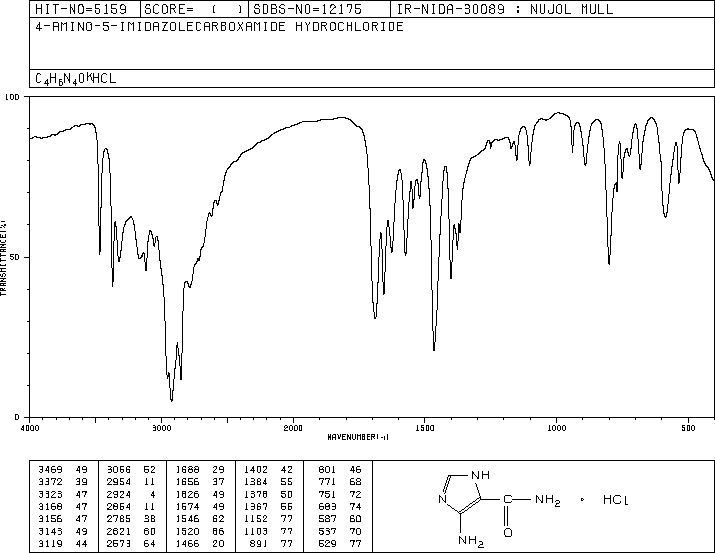 HIT-NO=5159 SCORE= ( ) SDBS-NO=12175 IR-NIDA-30089 : NUJOL MULL
4-AMINO-5-IMIDAZOLECARBOXAMIDE HYDROCHLORIDE
C4H6N4OKHCL
100
50
0
TRANSMITTANCE(%)
4000 3000 2000 1500 1000 500
WAVENUMBER(-1)
3469 49 3066 52 1688 29 1402 42 801 46
3372 39 2954 11 1656 37 1384 55 771 68
3323 47 2924 4 1626 49 1378 50 751 72
3168 47 2854 11 1574 49 1367 55 683 74
3156 47 2785 38 1546 62 1152 77 587 60
3143 49 2621 60 1520 66 1103 77 537 70
3119 44 2573 64 1466 20 891 77 529 77
NH
N
C
NH2
O
NH2
• HCl